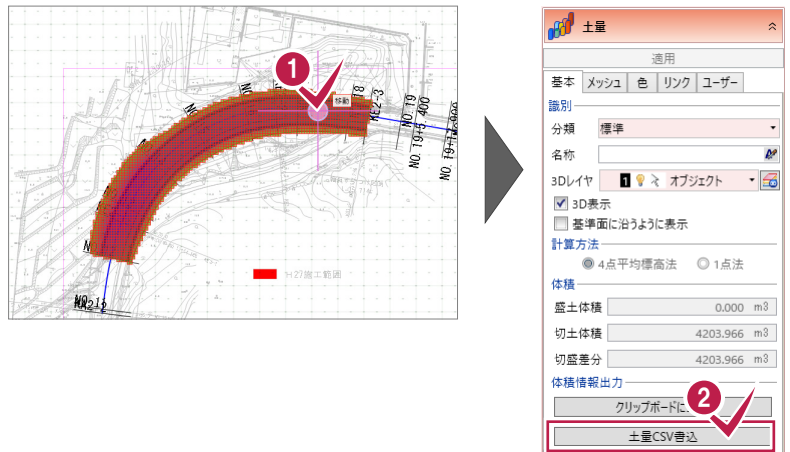 1
移動
18
KE2-3
NO.19
NO.19+5.400
H27施工範囲
土量
適用
基本 メッシュ 色 リンク ユーザー
識別
分類 標準
名称
3Dレイヤ 1 オブジェクト
3D表示
基準面に沿うように表示
計算方法
4点平均標高法 1点法
体積
盛土体積 0.000 m3
切土体積 4203.966 m3
切盛差分 4203.966 m3
体積情報出力
2
クリップボードに
土量CSV書込